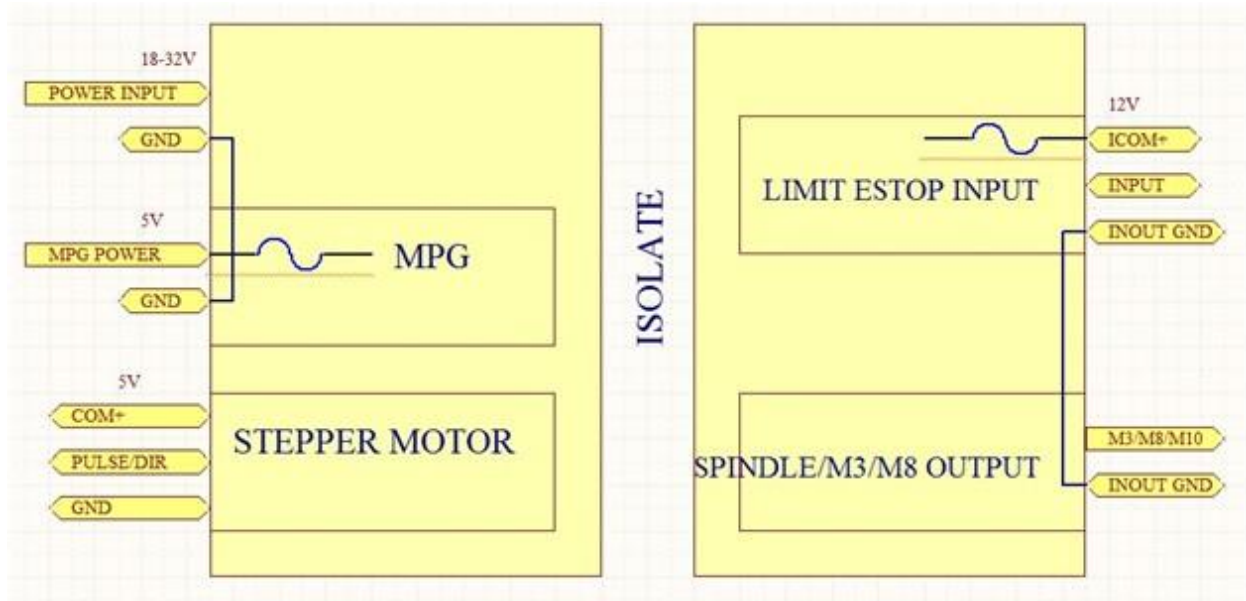 18-32V
POWER INPUT
GND
5V
MPG POWER
GND
MPG
5V
COM+
PULSE/DIR
GND
STEPPER MOTOR
ISOLATE
12V
ICOM+
INPUT
INOUT GND
LIMIT ESTOP INPUT
M3/M8/M10
INOUT GND
SPINDLE/M3/M8 OUTPUT